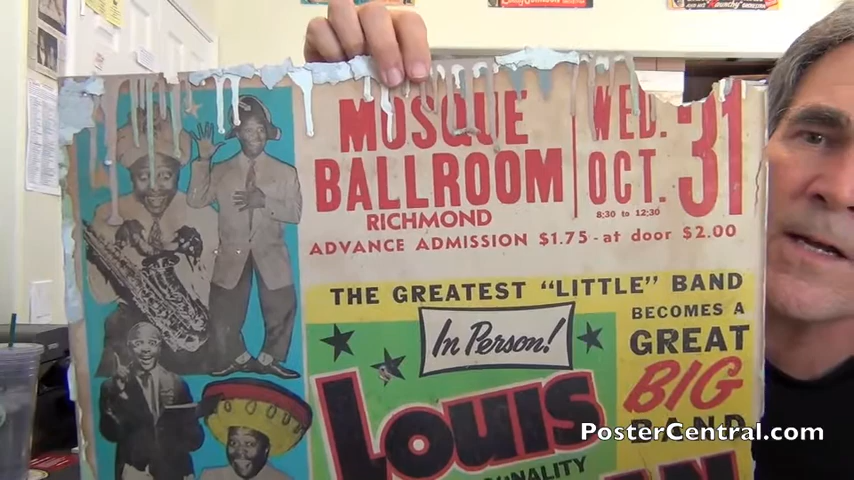 MOSQUE
BALLROOM
RICHMOND
WED.
OCT. 31
8:30 to 12:30
ADVANCE ADMISSION $1.75 - at door $2.00
THE GREATEST "LITTLE" BAND
BECOMES A
GREAT
BIG
BAND
In Person!
LOUIS
PosterCentral.com